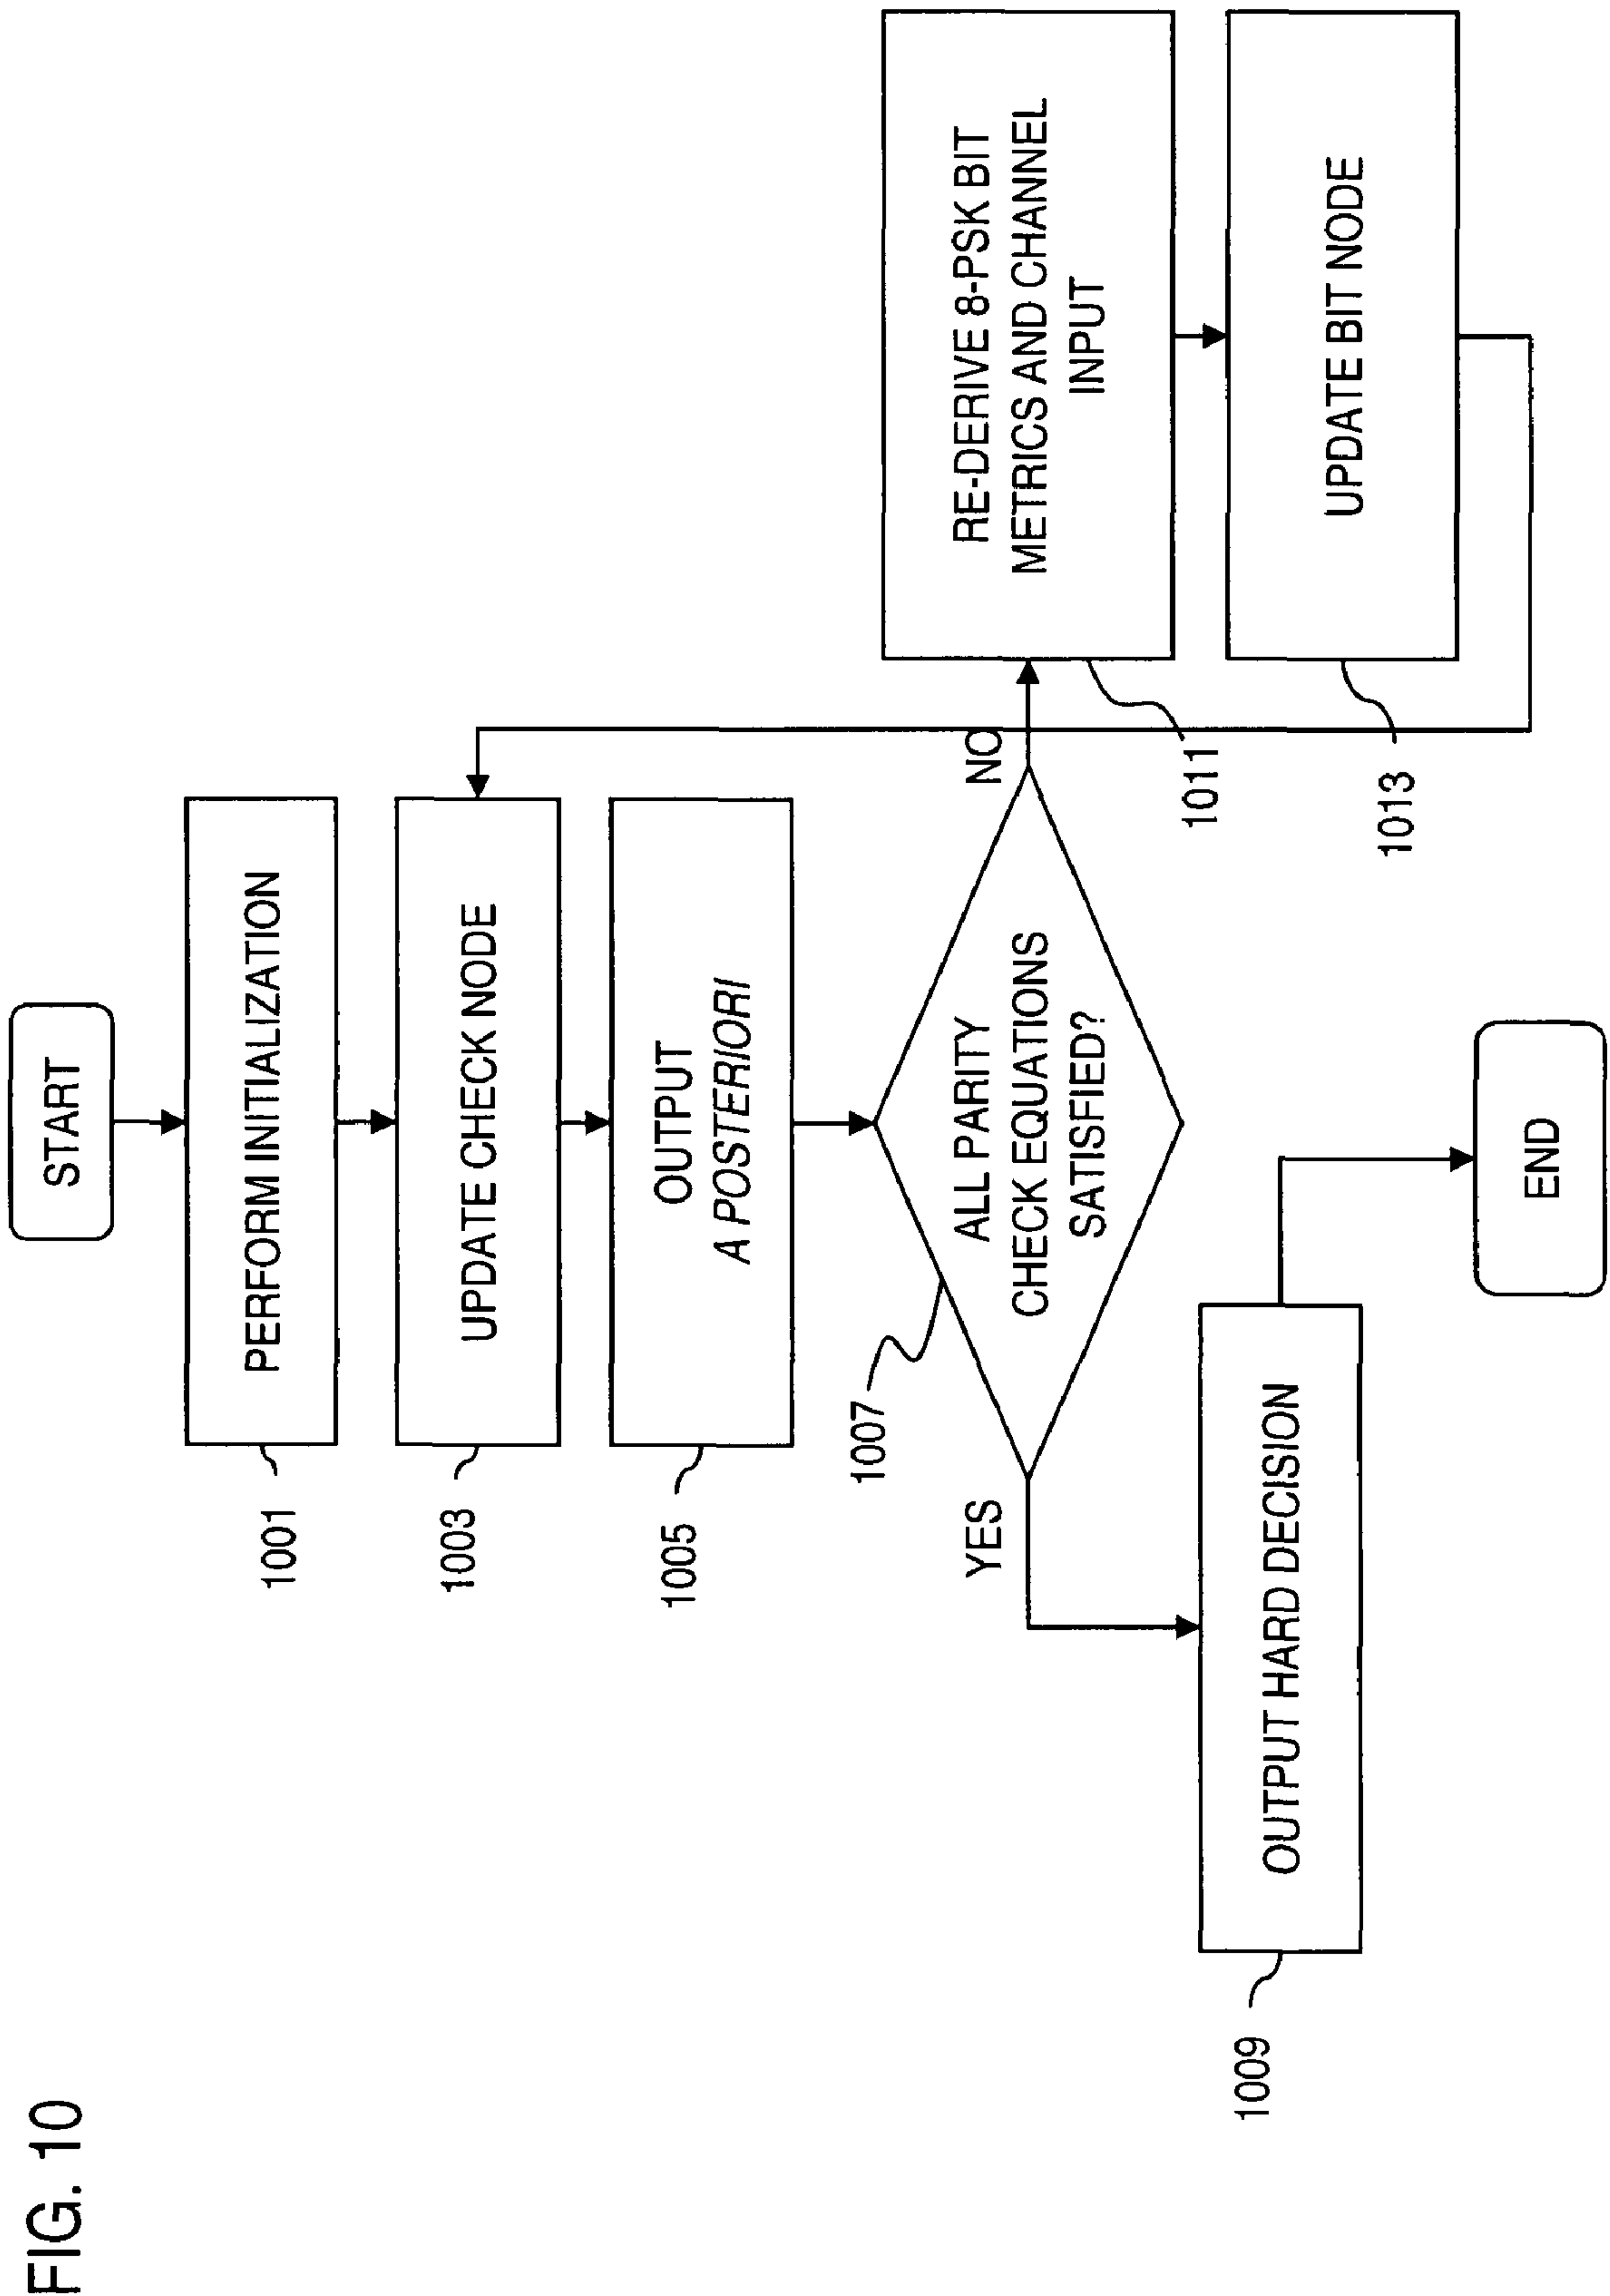 FIG. 10
START
PERFORM INITIALIZATION
1001
UPDATE CHECK NODE
1003
OUTPUT
A POSTERIORI
1005
ALL PARITY
CHECK EQUATIONS
SATISFIED?
1007
YES
NO
OUTPUT HARD DECISION
1009
END
RE-DERIVE 8-PSK BIT
METRICS AND CHANNEL
INPUT
1011
UPDATE BIT NODE
1013